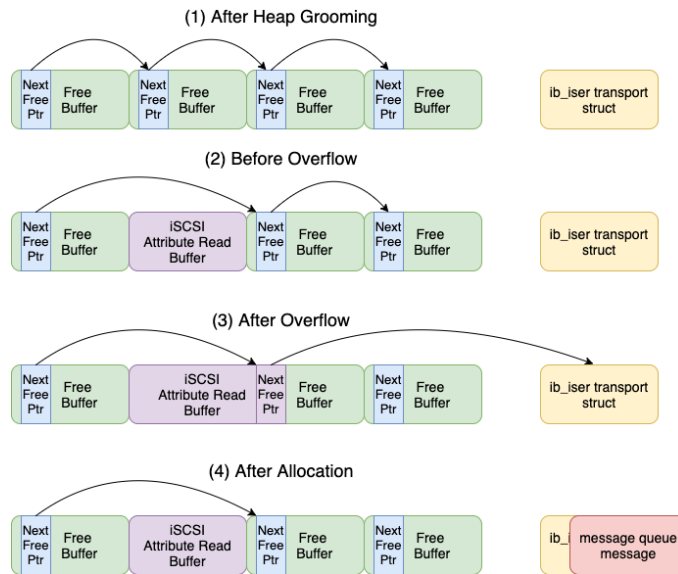 (1) After Heap Grooming
Next
Free
Ptr
Free
Buffer
Next
Free
Ptr
Free
Buffer
Next
Free
Ptr
Free
Buffer
Next
Free
Ptr
Free
Buffer
ib_iser transport
struct
(2) Before Overflow
Next
Free
Ptr
Free
Buffer
iSCSI
Attribute Read
Buffer
Next
Free
Ptr
Free
Buffer
Next
Free
Ptr
Free
Buffer
ib_iser transport
struct
(3) After Overflow
Next
Free
Ptr
Free
Buffer
iSCSI
Attribute Read
Buffer
Next
Free
Ptr
Free
Buffer
Next
Free
Ptr
Free
Buffer
ib_iser transport
struct
(4) After Allocation
Next
Free
Ptr
Free
Buffer
iSCSI
Attribute Read
Buffer
Next
Free
Ptr
Free
Buffer
Next
Free
Ptr
Free
Buffer
message queue
message